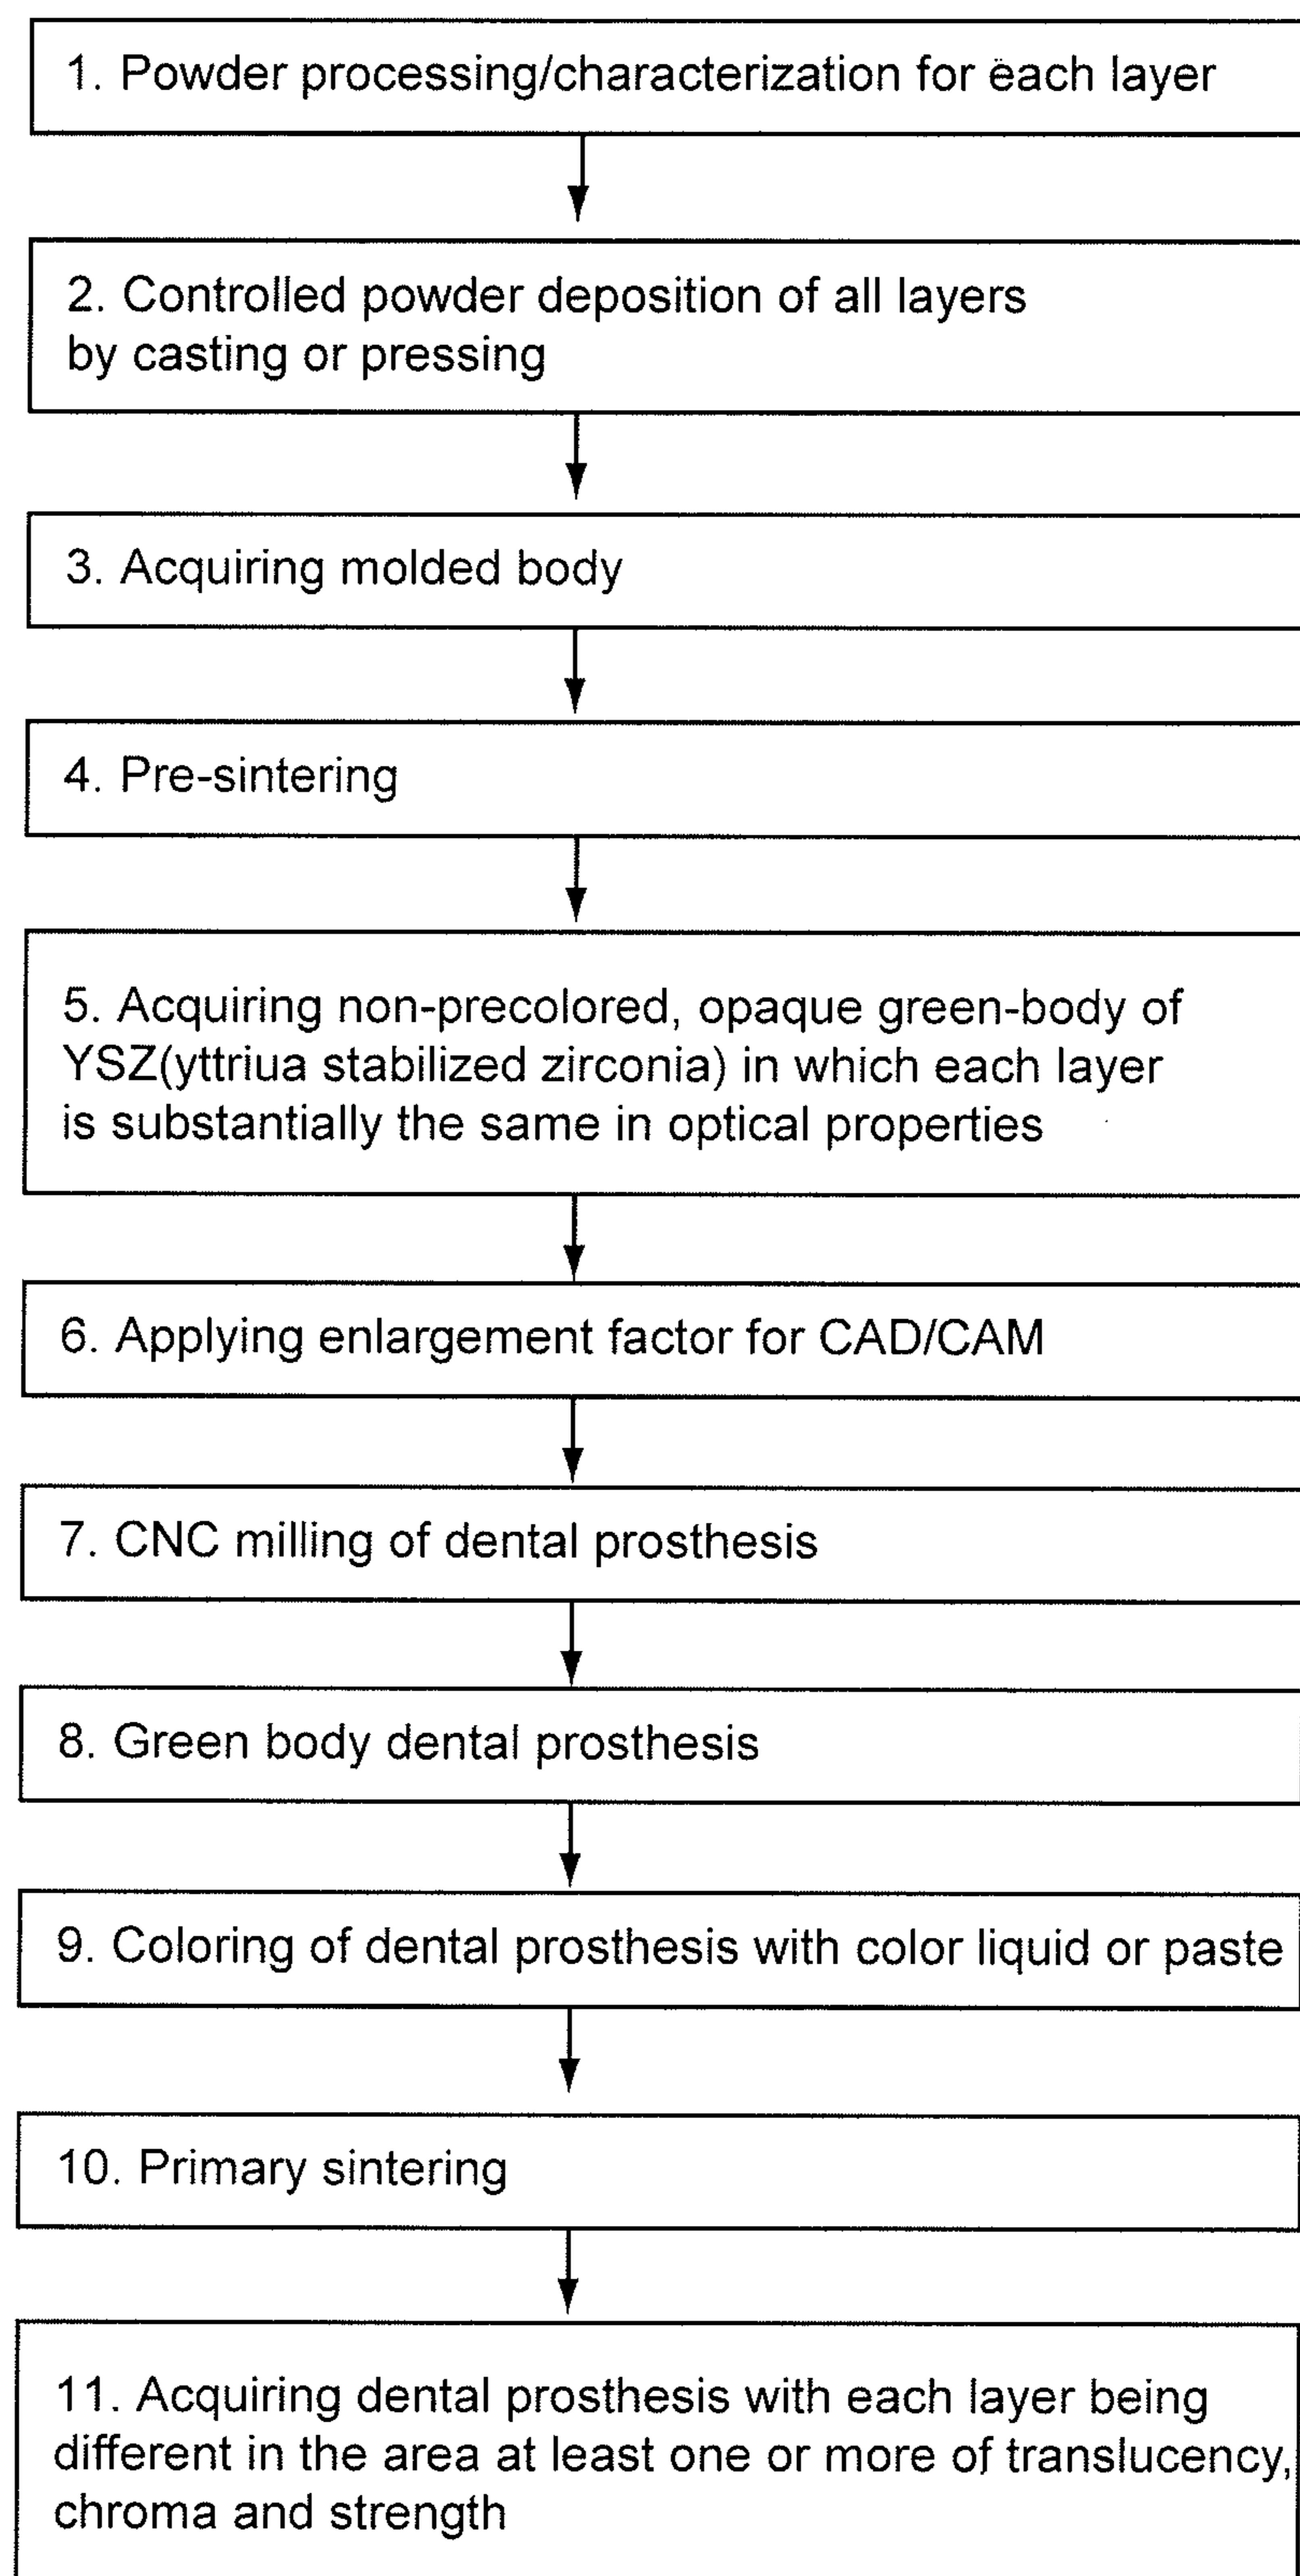 1. Powder processing/characterization for each layer
2. Controlled powder deposition of all layers
by casting or pressing
3. Acquiring molded body
4. Pre-sintering
5. Acquiring non-precolored, opaque green-body of
YSZ(yttriua stabilized zirconia) in which each layer
is substantially the same in optical properties
6. Applying enlargement factor for CAD/CAM
7. CNC milling of dental prosthesis
8. Green body dental prosthesis
9. Coloring of dental prosthesis with color liquid or paste
10. Primary sintering
11. Acquiring dental prosthesis with each layer being
different in the area at least one or more of translucency,
chroma and strength